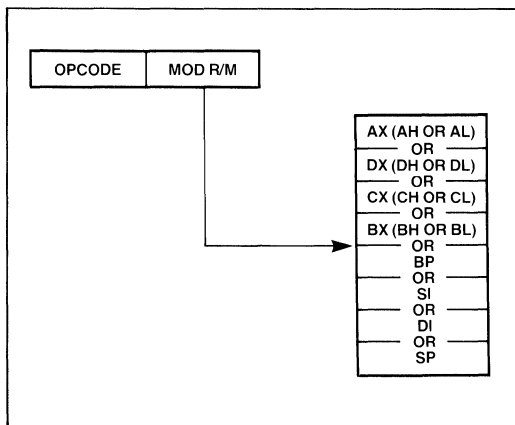 OPCODE MOD R/M
AX (AH OR AL)
OR
DX (DH OR DL)
OR
CX (CH OR CL)
OR
BX (BH OR BL)
OR
BP
OR
SI
OR
DI
OR
SP